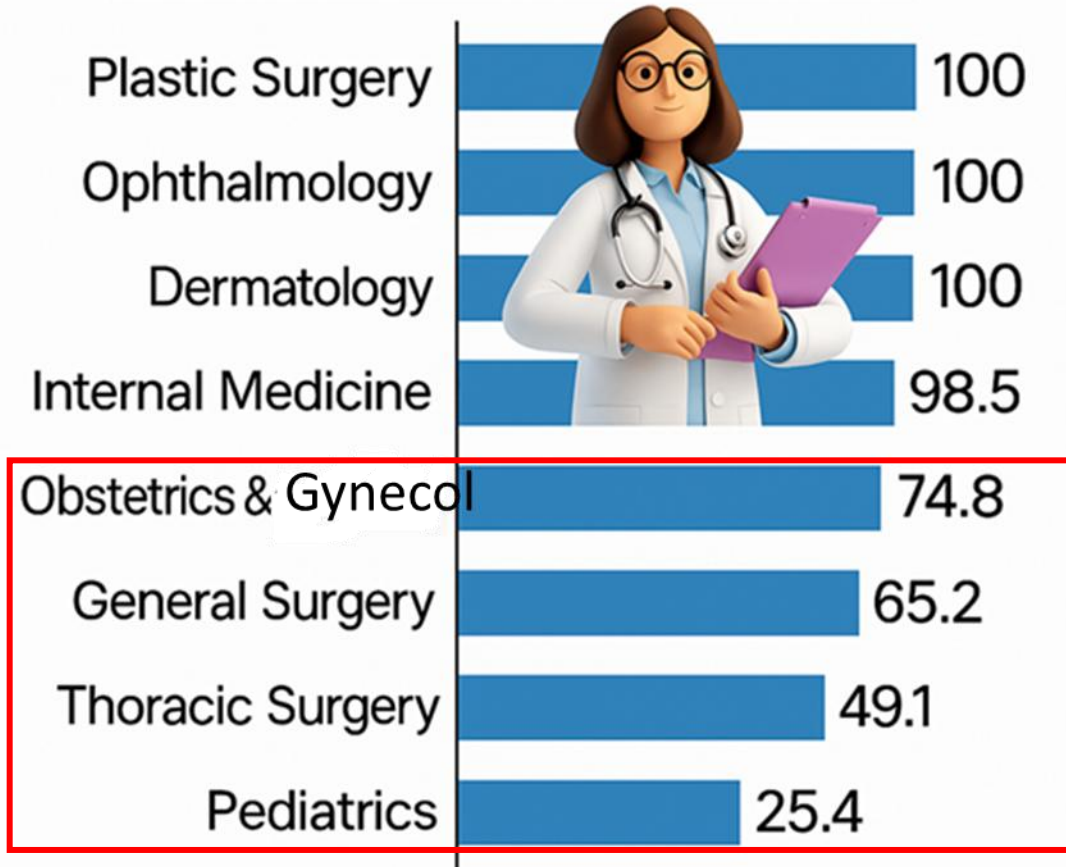 Plastic Surgery 100
Ophthalmology 100
Dermatology 100
Internal Medicine 98.5
Obstetrics & Gynecol 74.8
General Surgery 65.2
Thoracic Surgery 49.1
Pediatrics 25.4